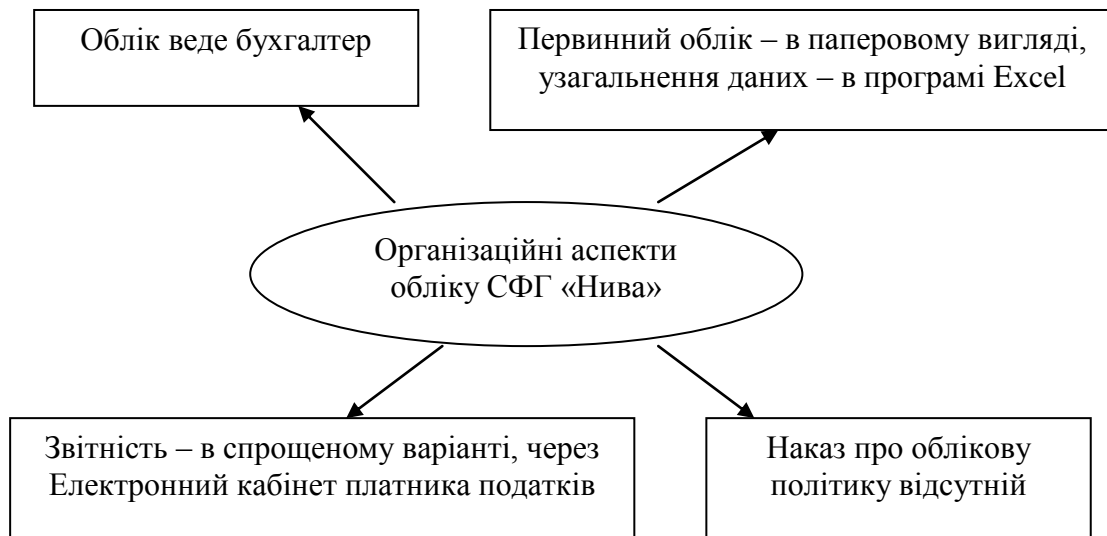 Облік веде бухгалтер
Первинний облік – в паперовому вигляді,
узагальнення даних – в програмі Excel
Організаційні аспекти
обліку СФГ «Нива»
Звітність – в спрощеному варіанті, через
Електронний кабінет платника податків
Наказ про облікову
політику відсутній